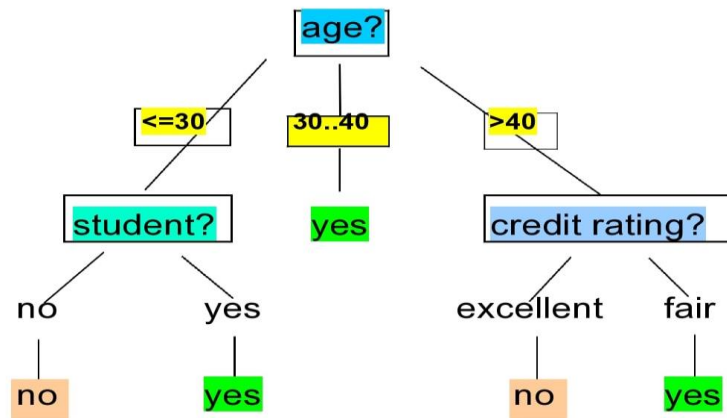 age?
<=30
30..40
>40
student?
yes
credit rating?
no
yes
excellent
fair
no
yes
no
yes